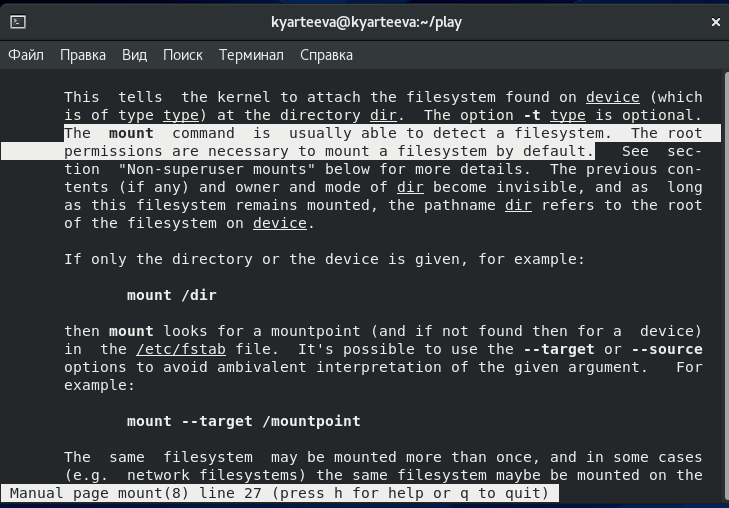 kyarteeva@kyarteeva:~/play
Файл Правка Вид Поиск Терминал Справка
This tells the kernel to attach the filesystem found on device (which
is of type type) at the directory dir. The option -t type is optional.
The mount command is usually able to detect a filesystem. The root
permissions are necessary to mount a filesystem by default. See sec-
tion "Non-superuser mounts" below for more details. The previous con-
tents (if any) and owner and mode of dir become invisible, and as long
as this filesystem remains mounted, the pathname dir refers to the root
of the filesystem on device.
If only the directory or the device is given, for example:
mount /dir
then mount looks for a mountpoint (and if not found then for a device)
in the /etc/fstab file. It's possible to use the --target or --source
options to avoid ambivalent interpretation of the given argument. For
example:
mount --target /mountpoint
The same filesystem may be mounted more than once, and in some cases
(e.g. network filesystems) the same filesystem maybe be mounted on the
Manual page mount(8) line 27 (press h for help or q to quit)